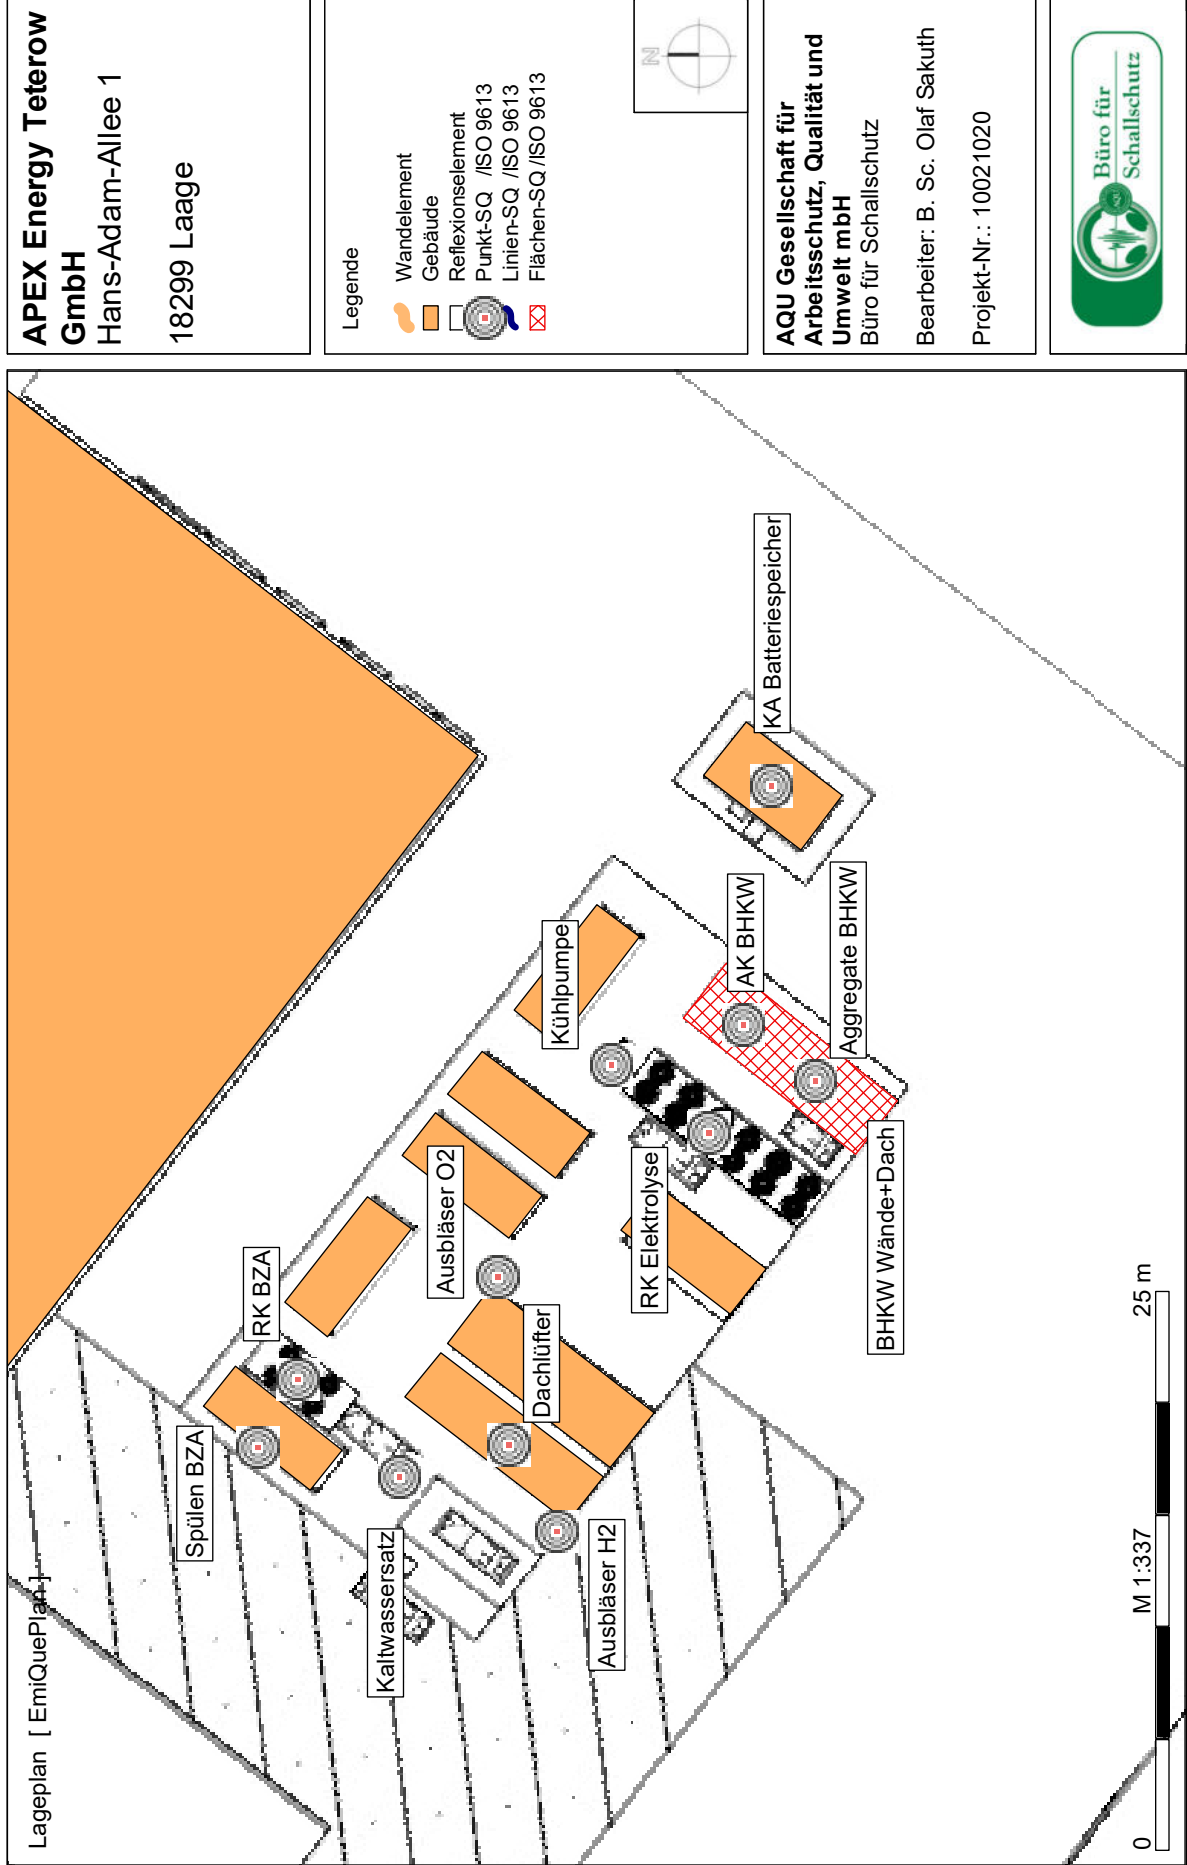 Lageplan [ EmiQuePlan ]
Spülen BZA
RK BZA
Kaltwassersatz
Ausbläser O2
Dachlüfter
Ausbläser H2
Kühlpumpe
RK Elektrolyse
AK BHKW
KA Batteriespeicher
Aggregate BHKW
BHKW Wände+Dach
0
M 1:337
25 m
APEX Energy Teterow
GmbH
Hans-Adam-Allee 1
18299 Laage
Legende
Wandelement
Gebäude
Reflexionselement
Punkt-SQ /ISO 9613
Linien-SQ /ISO 9613
Flächen-SQ /ISO 9613
N
AQU Gesellschaft für
Arbeitsschutz, Qualität und
Umwelt mbH
Büro für Schallschutz
Bearbeiter: B. Sc. Olaf Sakuth
Projekt-Nr.: 10021020
Büro für
Schallschutz